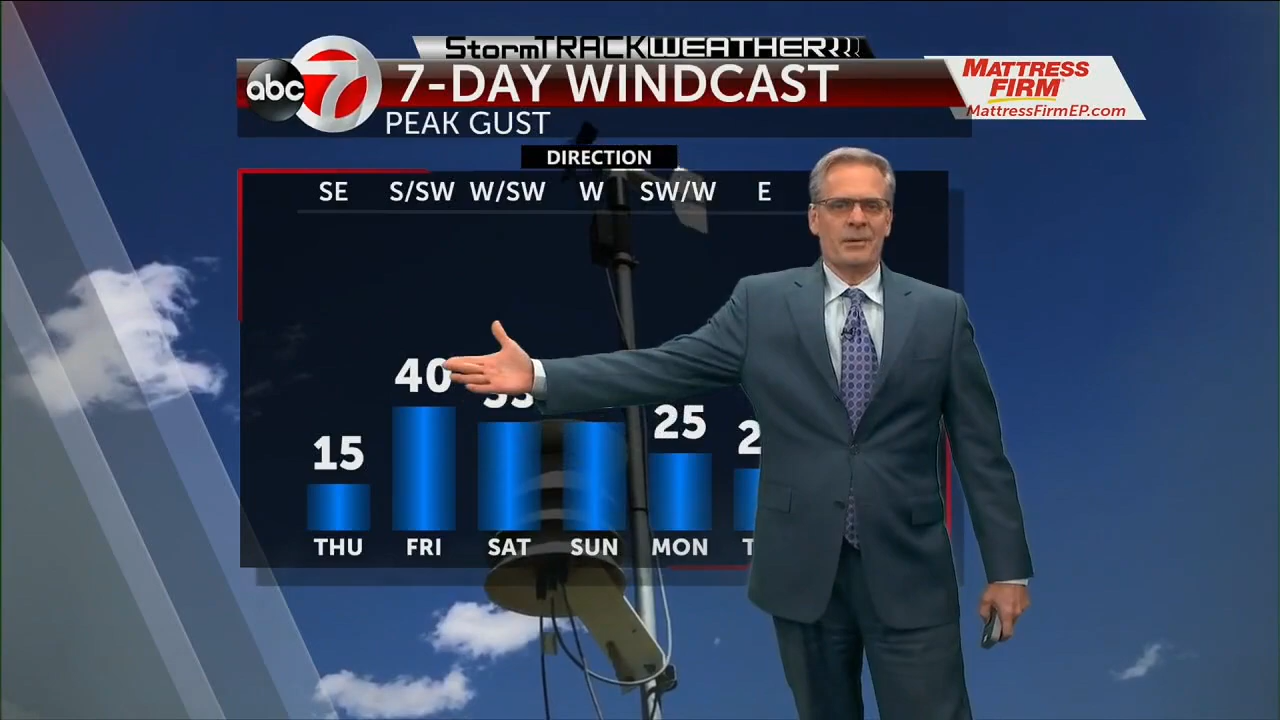 StormTRACKWEATHER
abc 7
7-DAY WINDCAST
PEAK GUST
MATTRESS
FIRM
MattressFirmEP.com
DIRECTION
SE S/SW W/SW W SW/W E
40
25
15
THU FRI SAT SUN MON